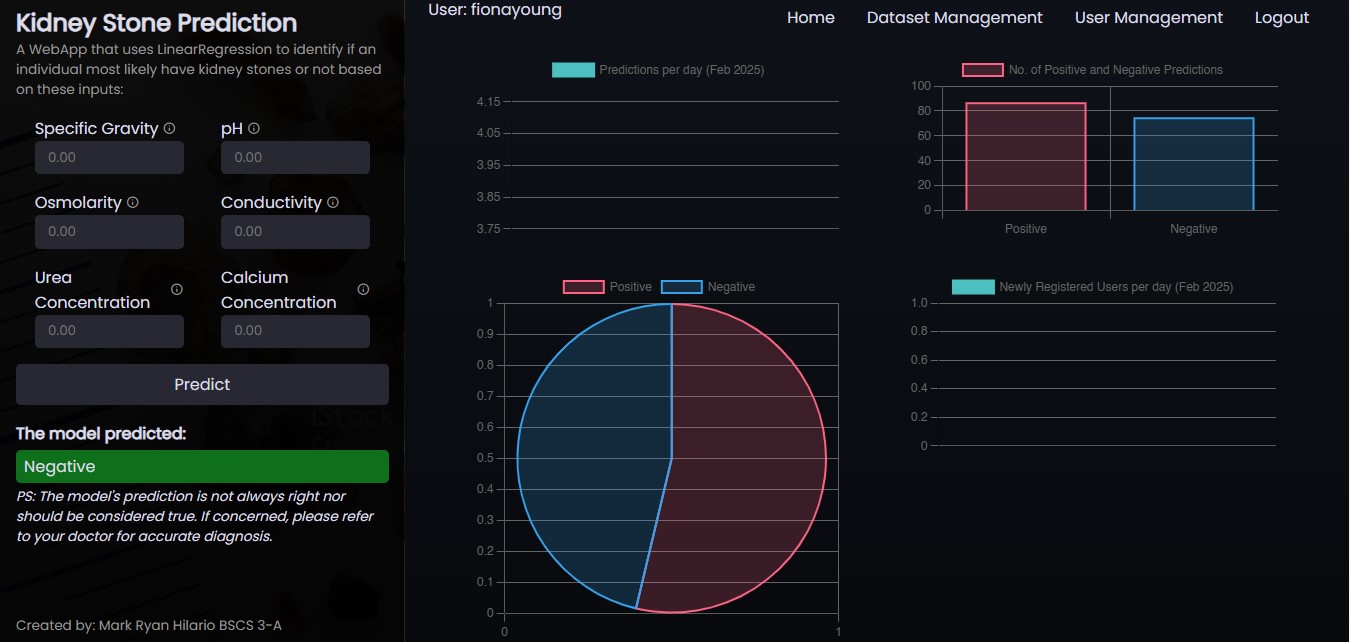 Kidney Stone Prediction
A WebApp that uses LinearRegression to identify if an
individual most likely have kidney stones or not based
on these inputs:
Specific Gravity
pH
0.00
0.00
Osmolarity
Conductivity
0.00
0.00
Urea
Concentration
Calcium
Concentration
0.00
0.00
Predict
The model predicted:
Negative
PS: The model's prediction is not always right nor
should be considered true. If concerned, please refer
to your doctor for accurate diagnosis.
Created by: Mark Ryan Hilario BSCS 3-A
User: fionayoung
Home
Dataset Management
User Management
Logout
Predictions per day (Feb 2025)
4.15
4.05
3.95
3.85
3.75
No. of Positive and Negative Predictions
100
80
60
40
20
0
Positive
Negative
Positive
Negative
1
0.9
0.8
0.7
0.6
0.5
0.4
0.3
0.2
0.1
0
0
1
Newly Registered Users per day (Feb 2025)
1.0
0.8
0.6
0.4
0.2
0